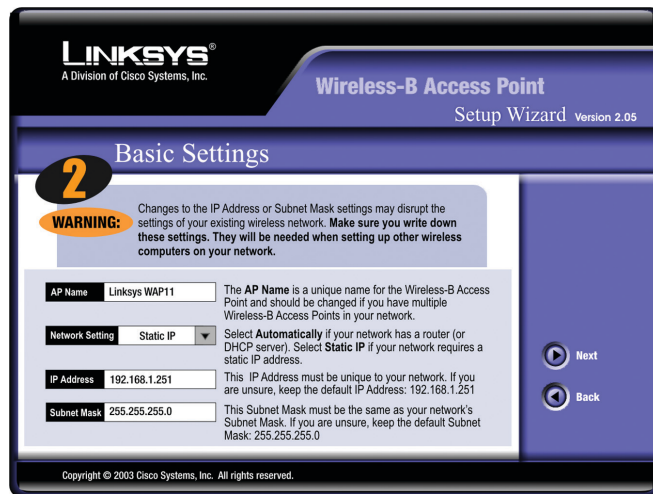 LINKSYS®
A Division of Cisco Systems, Inc.
Wireless-B Access Point
Setup Wizard Version 2.05
Basic Settings
2
WARNING:
Changes to the IP Address or Subnet Mask settings may disrupt the
settings of your existing wireless network. Make sure you write down
these settings. They will be needed when setting up other wireless
computers on your network.
AP Name Linksys WAP11
The AP Name is a unique name for the Wireless-B Access
Point and should be changed if you have multiple
Wireless-B Access Points in your network.
Network Setting Static IP
Select Automatically if your network has a router (or
DHCP server). Select Static IP if your network requires a
static IP address.
IP Address 192.168.1.251
This IP Address must be unique to your network. If you
are unsure, keep the default IP Address: 192.168.1.251
Subnet Mask 255.255.255.0
This Subnet Mask must be the same as your network's
Subnet Mask. If you are unsure, keep the default Subnet
Mask: 255.255.255.0
Next
Back
Copyright © 2003 Cisco Systems, Inc. All rights reserved.